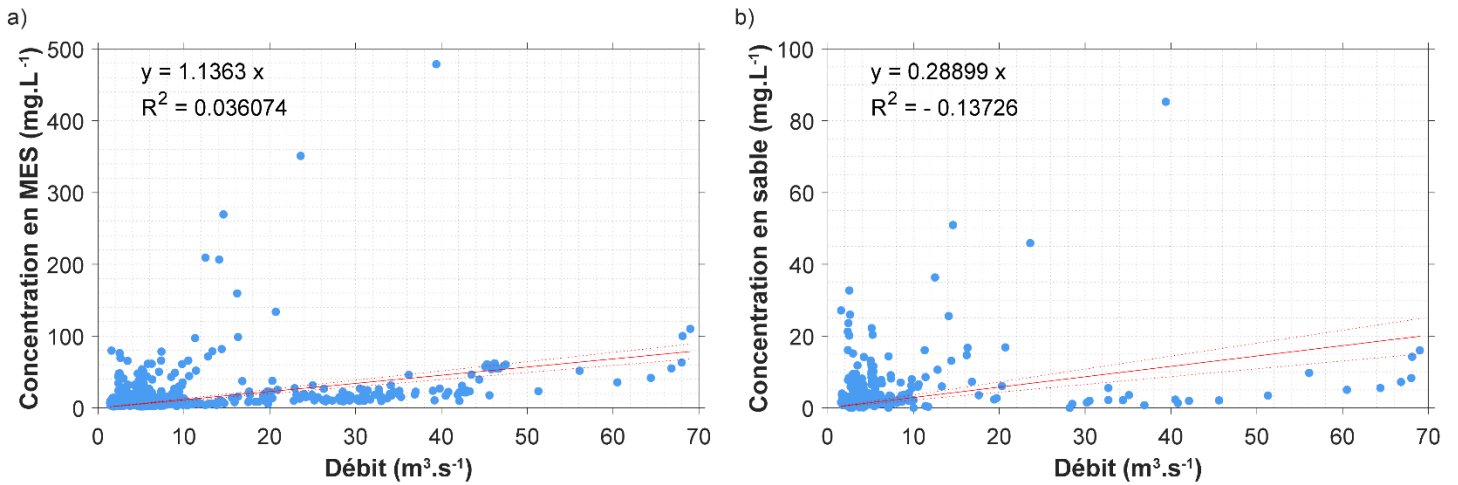 a)
500
400
300
200
100
0
Concentration en MES (mg.L⁻¹)
y = 1.1363 x
R² = 0.036074
0 10 20 30 40 50 60 70
Débit (m³.s⁻¹)
b)
100
80
60
40
20
0
Concentration en sable (mg.L⁻¹)
y = 0.28899 x
R² = - 0.13726
0 10 20 30 40 50 60 70
Débit (m³.s⁻¹)